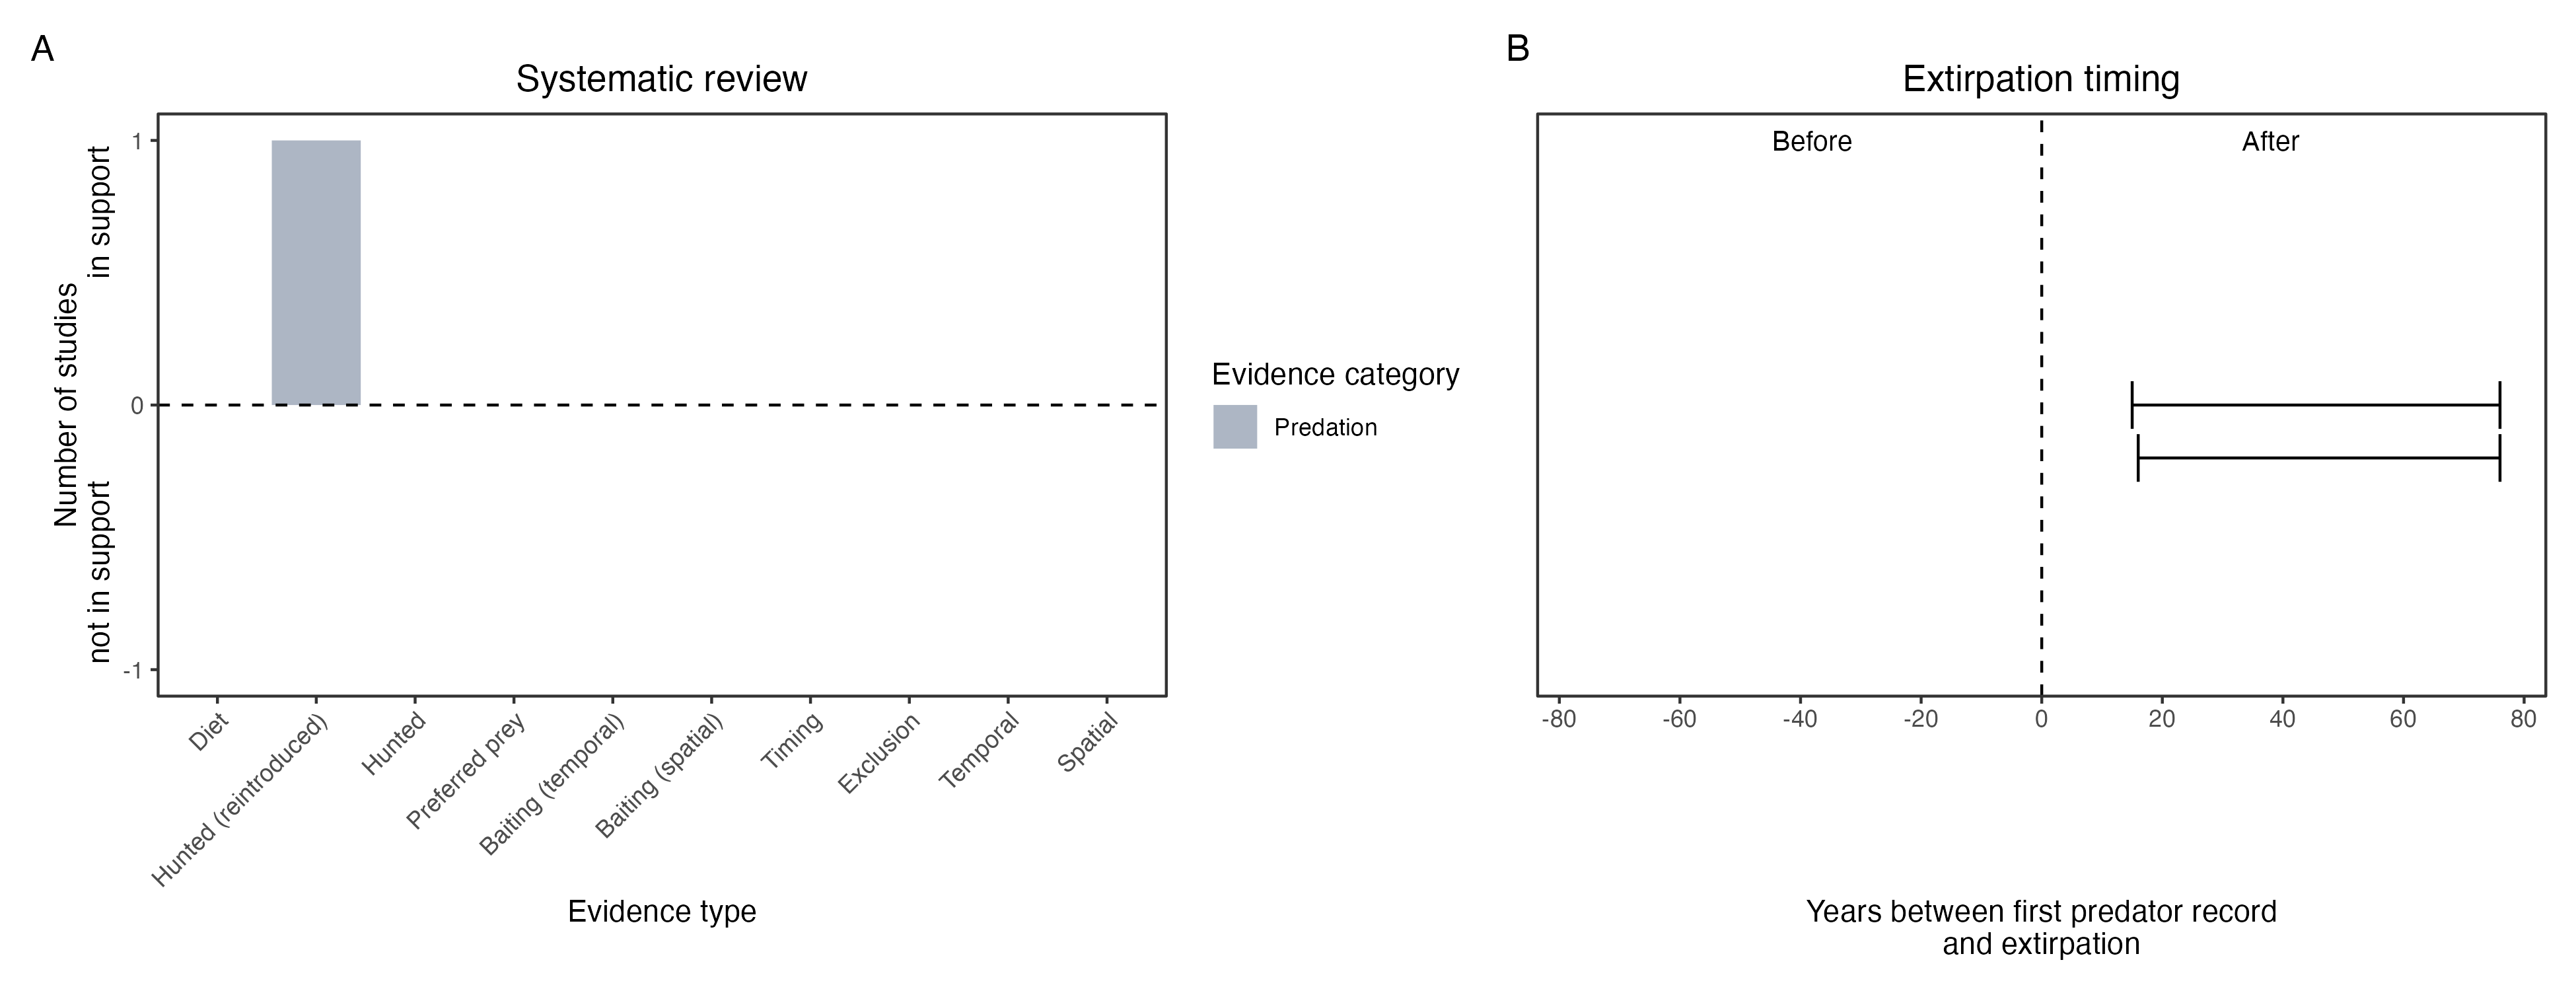 A
Systematic review
1
0
-1
Number of studies
in support
not in support
Diet
Hunted (reintroduced)
Hunted
Preferred prey
Baiting (temporal)
Baiting (spatial)
Timing
Exclusion
Temporal
Spatial
Evidence type
Evidence category
Predation
B
Extirpation timing
Before
After
-80
-60
-40
-20
0
20
40
60
80
Years between first predator record
and extirpation